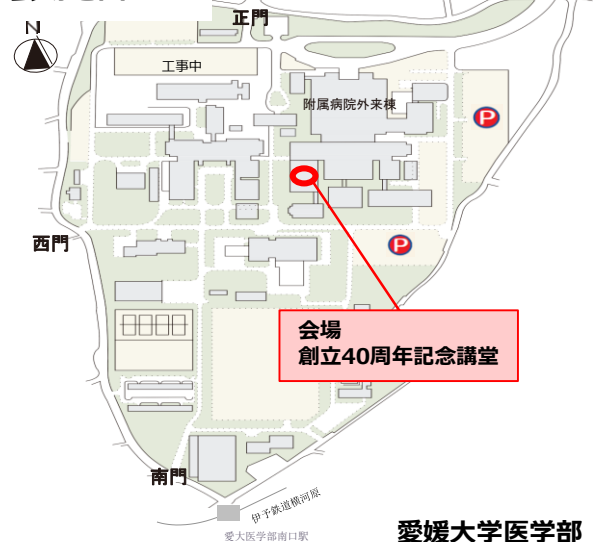 正門
N
工事中
附属病院外来棟
P
西門
P
会場
創立40周年記念講堂
南門
伊予鉄道横河原
愛大医学部南口駅
愛媛大学医学部